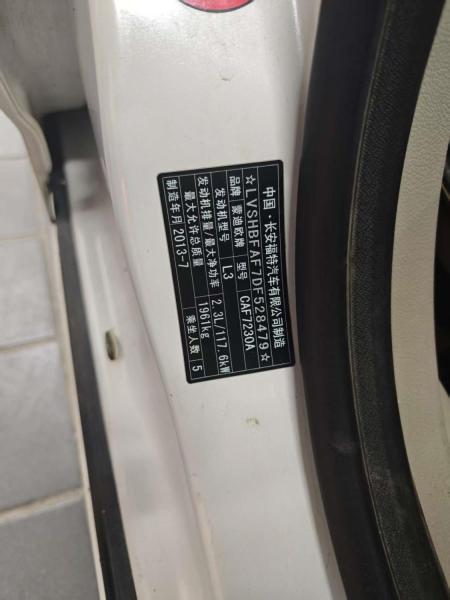 中国·长安福特汽车有限公司制造
☆LVSHBFAF7DF528479☆
品牌 蒙迪欧牌 型号 CAF7230A
发动机型号 L3
发动机排量/最大净功率 2.3L/117.6kW
最大允许总质量 1961kg 乘坐人数 5
制造年月 2013-7